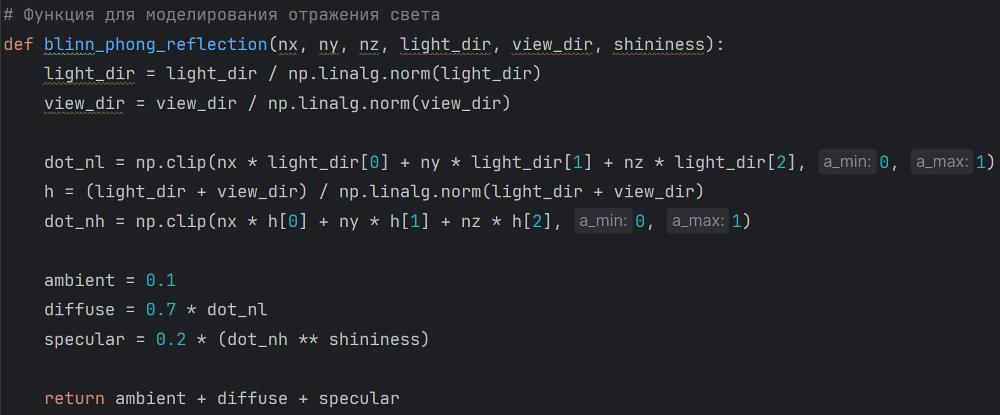 # Функция для моделирования отражения света
def blinn_phong_reflection(nx, ny, nz, light_dir, view_dir, shininess):
    light_dir = light_dir / np.linalg.norm(light_dir)
    view_dir = view_dir / np.linalg.norm(view_dir)
    dot_nl = np.clip(nx * light_dir[0] + ny * light_dir[1] + nz * light_dir[2], a_min: 0, a_max: 1)
    h = (light_dir + view_dir) / np.linalg.norm(light_dir + view_dir)
    dot_nh = np.clip(nx * h[0] + ny * h[1] + nz * h[2], a_min: 0, a_max: 1)
    ambient = 0.1
    diffuse = 0.7 * dot_nl
    specular = 0.2 * (dot_nh ** shininess)
    return ambient + diffuse + specular